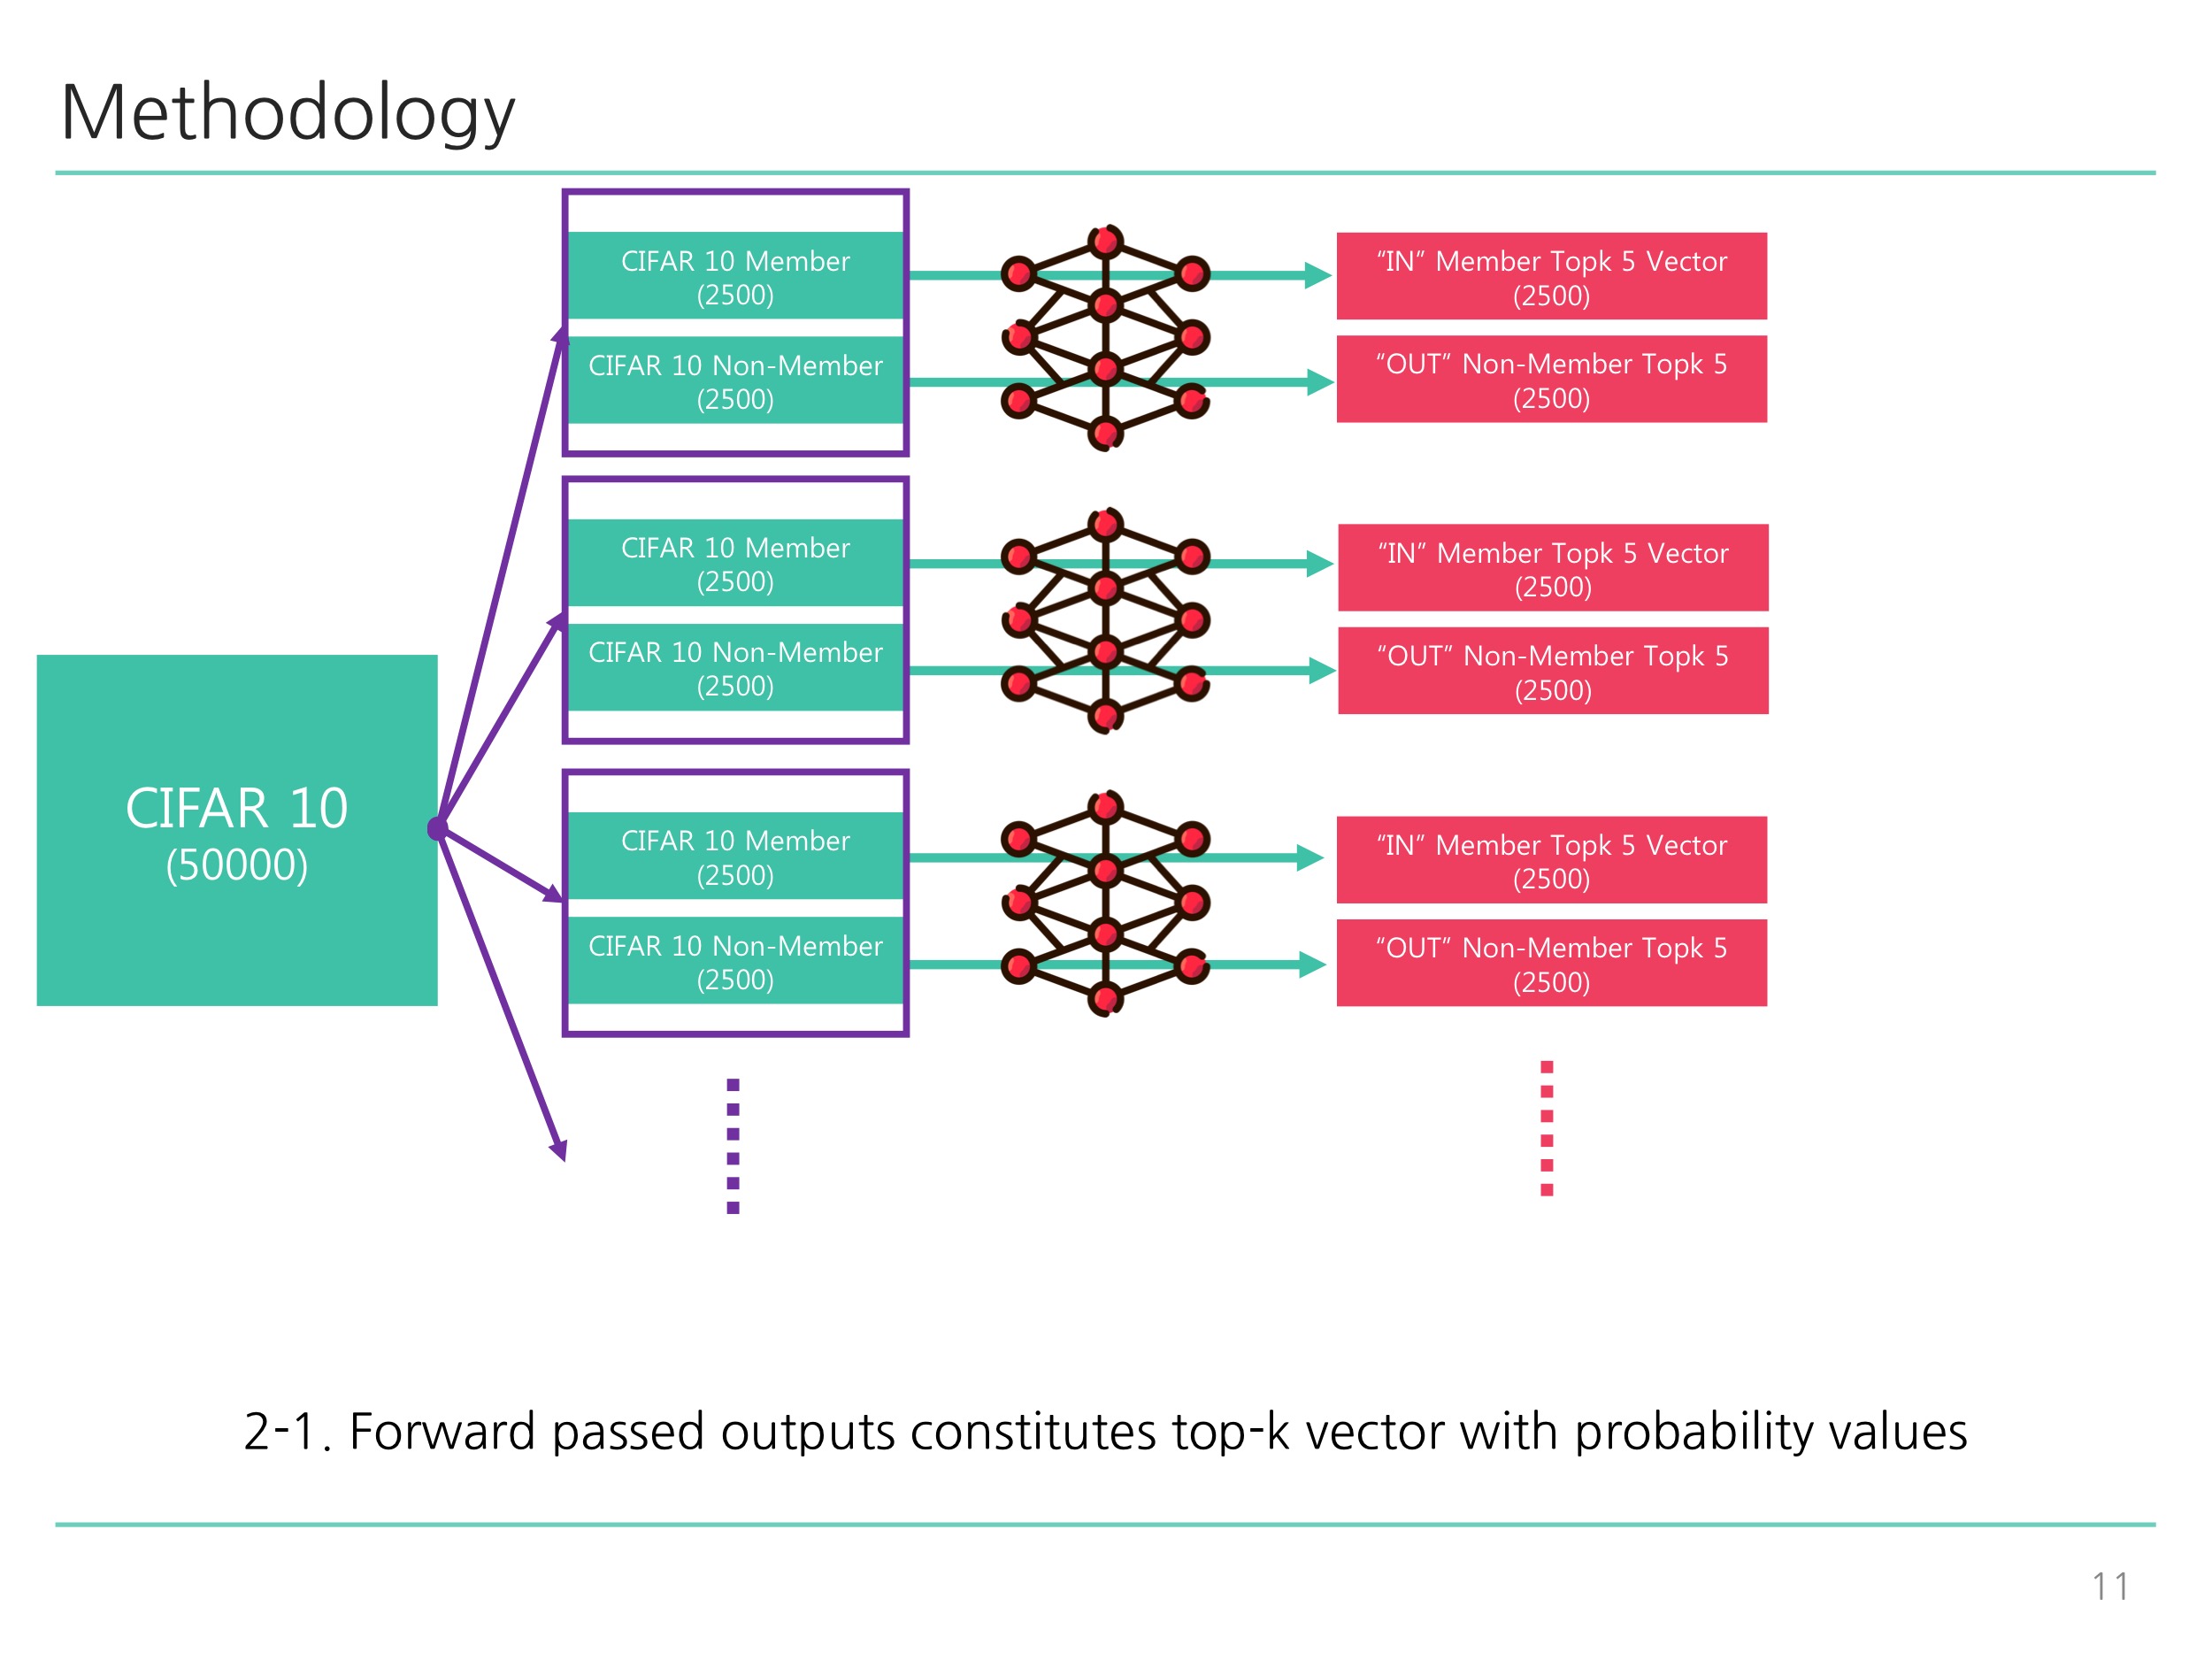 Methodology
CIFAR 10 Member
(2500)
CIFAR 10 Non-Member
(2500)
"IN" Member Topk 5 Vector
(2500)
"OUT" Non-Member Topk 5
(2500)
CIFAR 10 Member
(2500)
CIFAR 10 Non-Member
(2500)
"IN" Member Topk 5 Vector
(2500)
"OUT" Non-Member Topk 5
(2500)
CIFAR 10
(50000)
CIFAR 10 Member
(2500)
CIFAR 10 Non-Member
(2500)
"IN" Member Topk 5 Vector
(2500)
"OUT" Non-Member Topk 5
(2500)
2-1. Forward passed outputs constitutes top-k vector with probability values
11